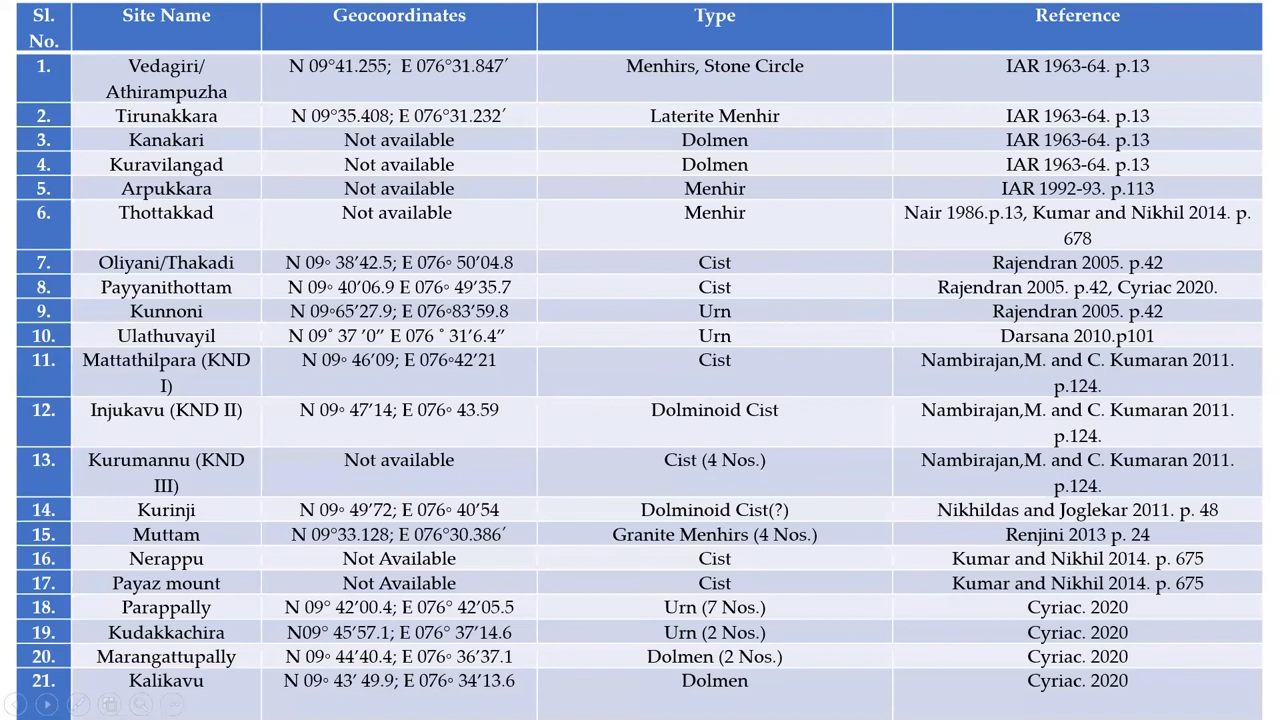 Sl. No. Site Name Geocoordinates Type Reference
1. Vedagiri/ Athirampuzha N 09°41.255; E 076°31.847′ Menhirs, Stone Circle IAR 1963-64. p.13
2. Tirunakkara N 09°35.408; E 076°31.232′ Laterite Menhir IAR 1963-64. p.13
3. Kanakari Not available Dolmen IAR 1963-64. p.13
4. Kuravilangad Not available Dolmen IAR 1963-64. p.13
5. Arpukkara Not available Menhir IAR 1992-93. p.113
6. Thottakkad Not available Menhir Nair 1986.p.13, Kumar and Nikhil 2014. p. 678
7. Oliyani/Thakadi N 09◦ 38’42.5; E 076◦ 50’04.8 Cist Rajendran 2005. p.42
8. Payyanithottam N 09◦ 40’06.9 E 076◦ 49’35.7 Cist Rajendran 2005. p.42, Cyriac 2020.
9. Kunnoni N 09◦65’27.9; E 076◦83’59.8 Urn Rajendran 2005. p.42
10. Ulathuvayil N 09˚ 37 ’0” E 076 ˚ 31’6.4” Urn Darsana 2010.p101
11. Mattathilpara (KND I) N 09◦ 46’09; E 076◦42’21 Cist Nambirajan,M. and C. Kumaran 2011. p.124.
12. Injukavu (KND II) N 09◦ 47’14; E 076◦ 43.59 Dolminoid Cist Nambirajan,M. and C. Kumaran 2011. p.124.
13. Kurumannu (KND III) Not available Cist (4 Nos.) Nambirajan,M. and C. Kumaran 2011. p.124.
14. Kurinji N 09◦ 49’72; E 076◦ 40’54 Dolminoid Cist(?) Nikhildas and Joglekar 2011. p. 48
15. Muttam N 09°33.128; E 076°30.386′ Granite Menhirs (4 Nos.) Renjini 2013 p. 24
16. Nerappu Not Available Cist Kumar and Nikhil 2014. p. 675
17. Payaz mount Not Available Cist Kumar and Nikhil 2014. p. 675
18. Parappally N 09° 42’00.4; E 076° 42’05.5 Urn (7 Nos.) Cyriac. 2020
19. Kudakkachira N09° 45’57.1; E 076° 37’14.6 Urn (2 Nos.) Cyriac. 2020
20. Marangattupally N 09◦ 44’40.4; E 076◦ 36’37.1 Dolmen (2 Nos.) Cyriac. 2020
21. Kalikavu N 09◦ 43’ 49.9; E 076◦ 34’13.6 Dolmen Cyriac. 2020